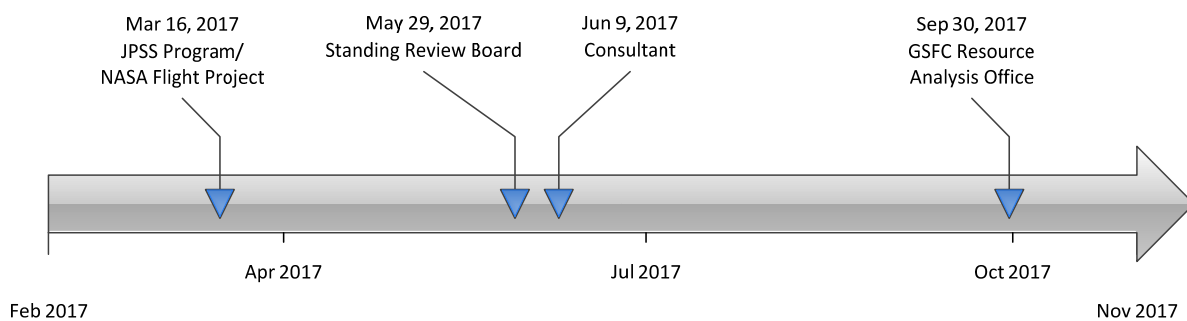 Mar 16, 2017
JPSS Program/
NASA Flight Project
May 29, 2017
Standing Review Board
Jun 9, 2017
Consultant
Sep 30, 2017
GSFC Resource
Analysis Office
Apr 2017
Jul 2017
Oct 2017
Feb 2017
Nov 2017